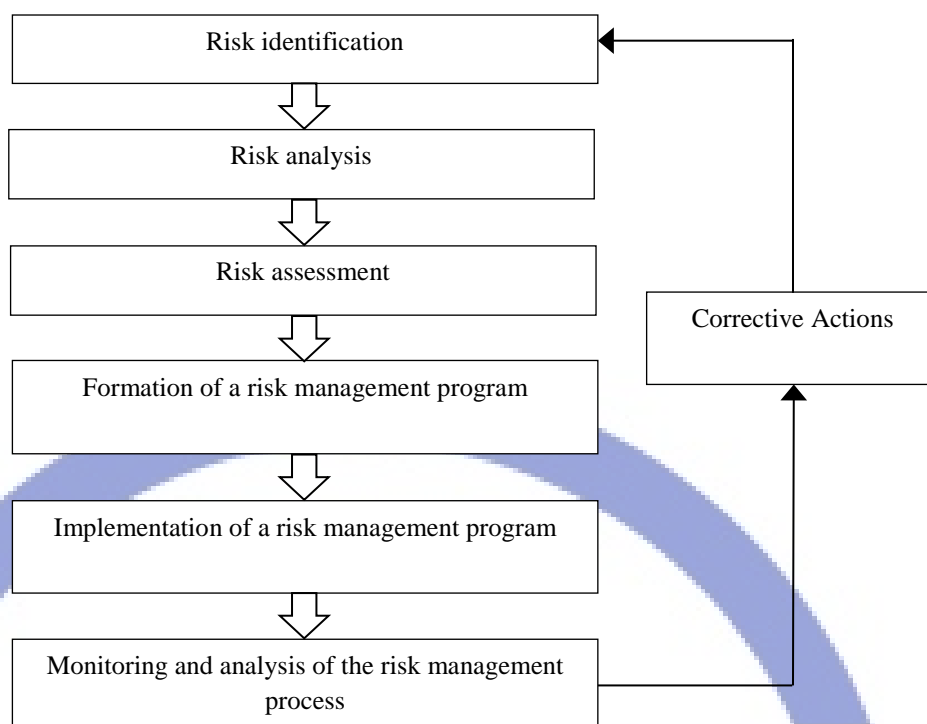 Risk identification
Risk analysis
Risk assessment
Corrective Actions
Formation of a risk management program
Implementation of a risk management program
Monitoring and analysis of the risk management
process